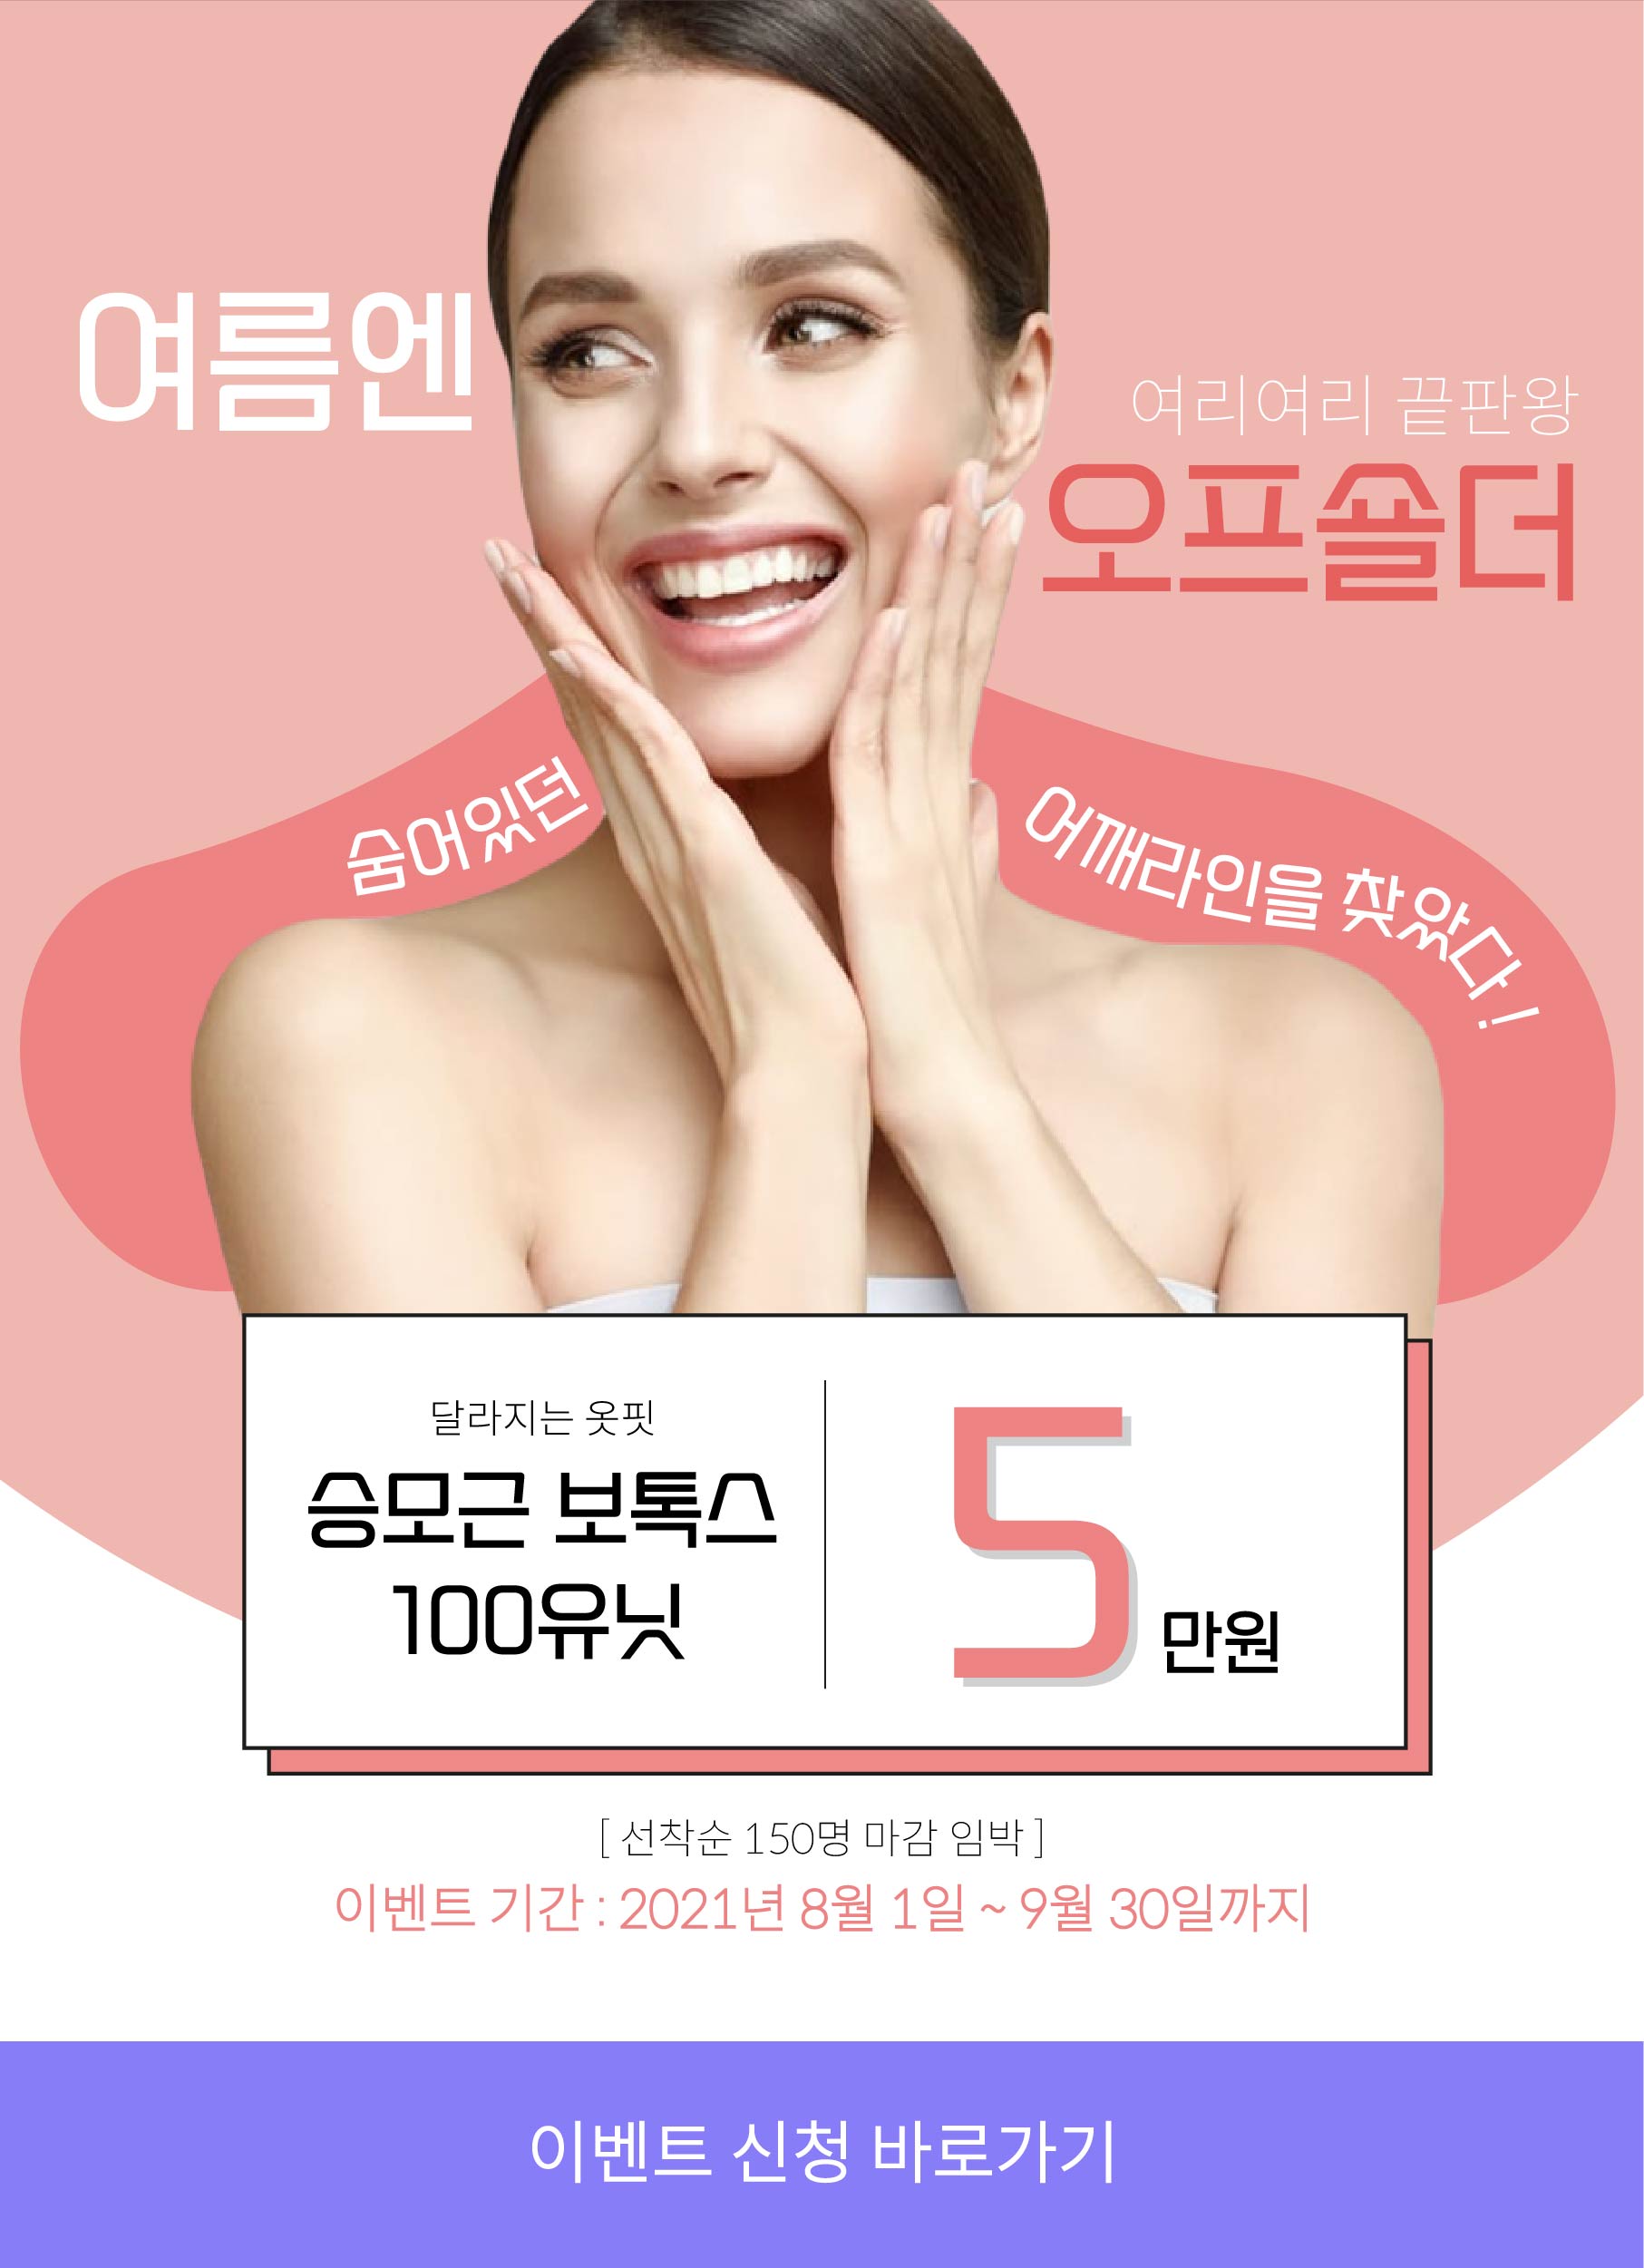 여름엔
여리여리 끝판왕
오프숄더
숨어있던
어깨라인을 찾았다!
달라지는 옷핏
승모근 보톡스
100유닛
5만원
[ 선착순 150명 마감 임박 ]
이벤트 기간 : 2021년 8월 1일 ~ 9월 30일까지
이벤트 신청 바로가기